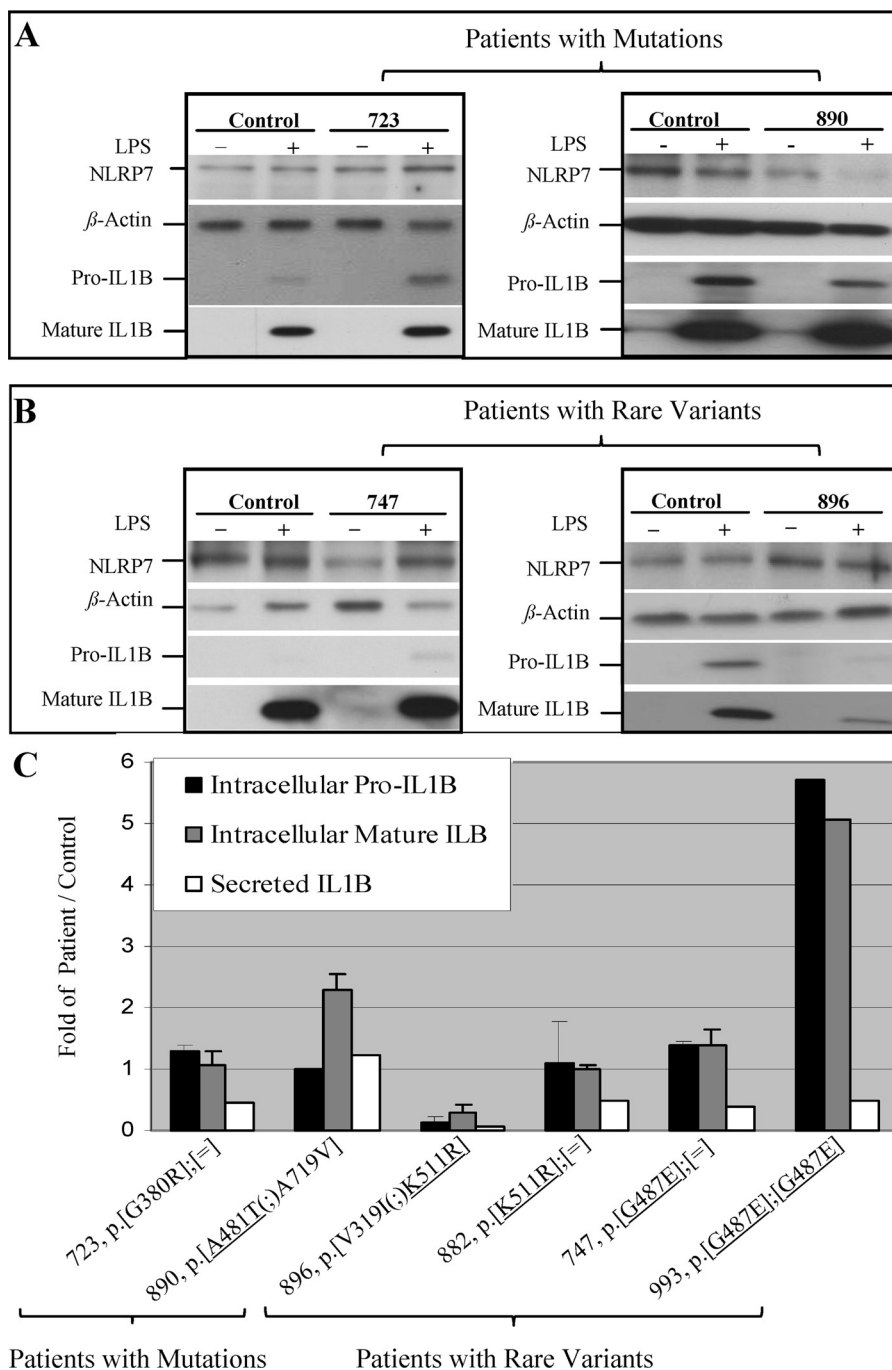 A
Patients with Mutations
Control 723
LPS – + – +
NLRP7
β-Actin
Pro-IL1B
Mature IL1B
Control 890
LPS - + - +
NLRP7
β-Actin
Pro-IL1B
Mature IL1B
B
Patients with Rare Variants
Control 747
LPS – + – +
NLRP7
β-Actin
Pro-IL1B
Mature IL1B
Control 896
LPS – + – +
NLRP7
β-Actin
Pro-IL1B
Mature IL1B
C
Fold of Patient / Control
6
5
4
3
2
1
0
Intracellular Pro-IL1B
Intracellular Mature ILB
Secreted IL1B
723, p.[G380R];[=]
890, p.[A481T(;)A719V]
896, p.[V319I(;)K511R]
882, p.[K511R];[=]
747, p.[G487E];[=]
993, p.[G487E];[G487E]
Patients with Mutations
Patients with Rare Variants